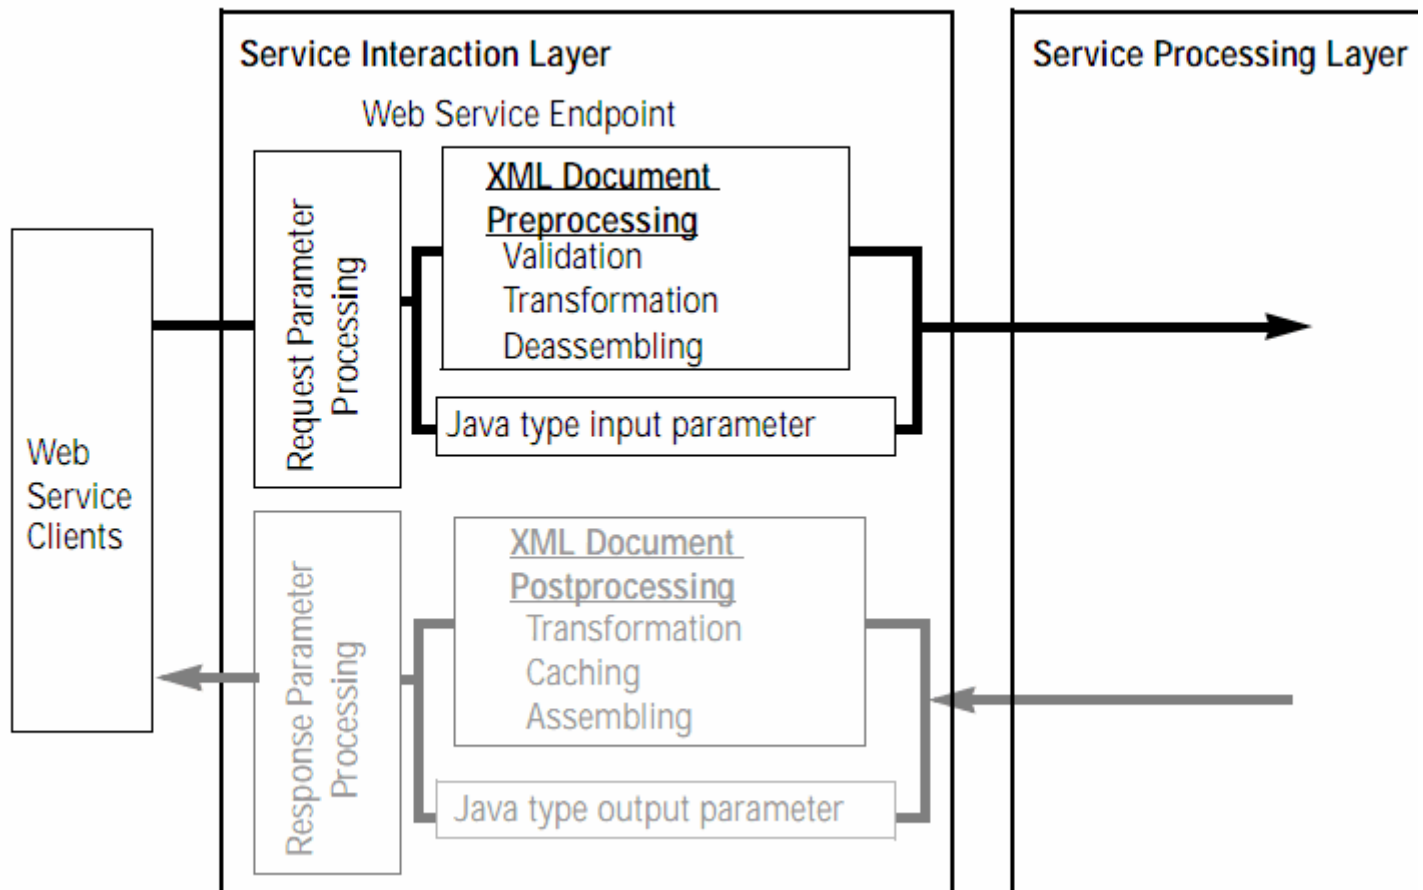 Service Interaction Layer
Service Processing Layer
Web Service Endpoint
Request Parameter
Processing
XML Document
Preprocessing
Validation
Transformation
Deassembling
Java type input parameter
Web
Service
Clients
Response Parameter
Processing
XML Document
Postprocessing
Transformation
Caching
Assembling
Java type output parameter